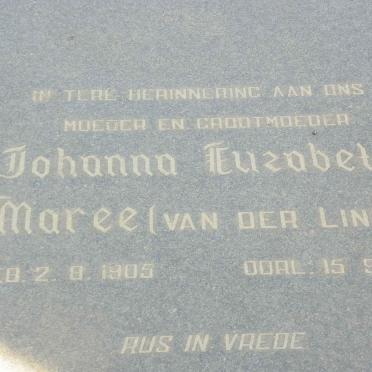 IN TERE HERINNERING AAN ONS
MOEDER EN GROOTMOEDER
Johanna Elizabet
Maree (VAN DER LIN
EB. 2.8.1905 OORL. 15
RUS IN VREDE